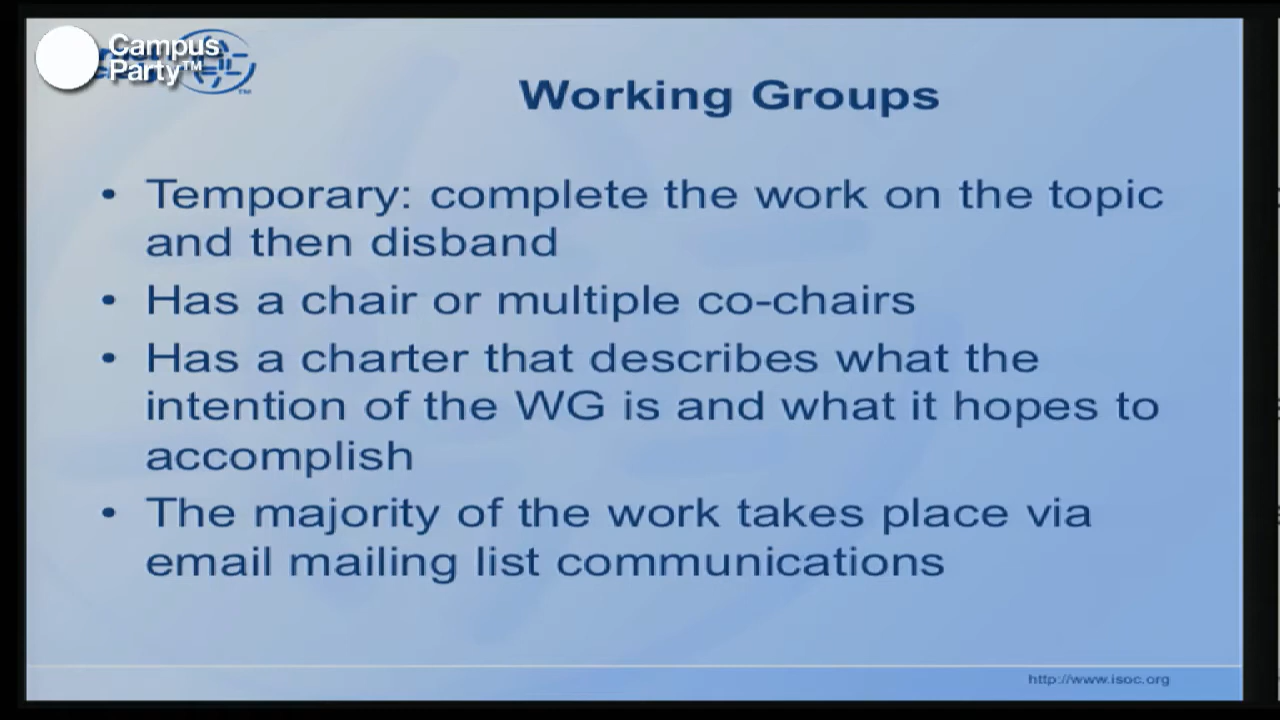 Campus
Party™
Working Groups
• Temporary: complete the work on the topic
and then disband
• Has a chair or multiple co-chairs
• Has a charter that describes what the
intention of the WG is and what it hopes to
accomplish
• The majority of the work takes place via
email mailing list communications
http://www.isoc.org